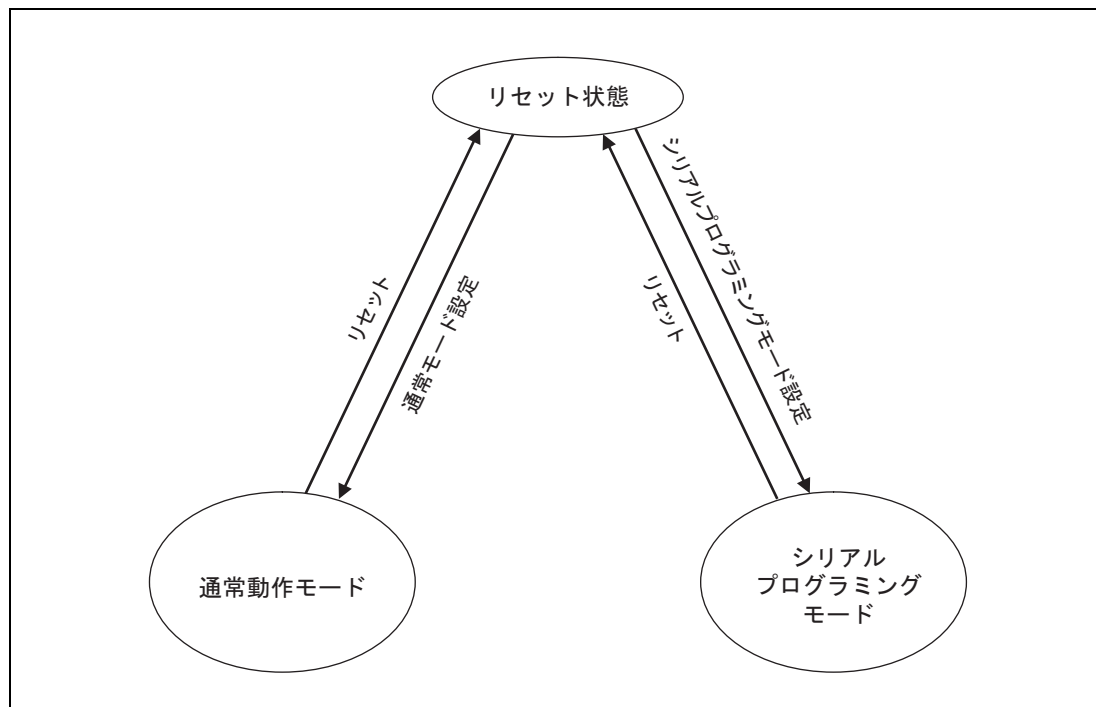 リセット状態
リセット
通常モード設定
リセット
シリアルプログラミングモード設定
通常動作モード
シリアル
プログラミング
モード